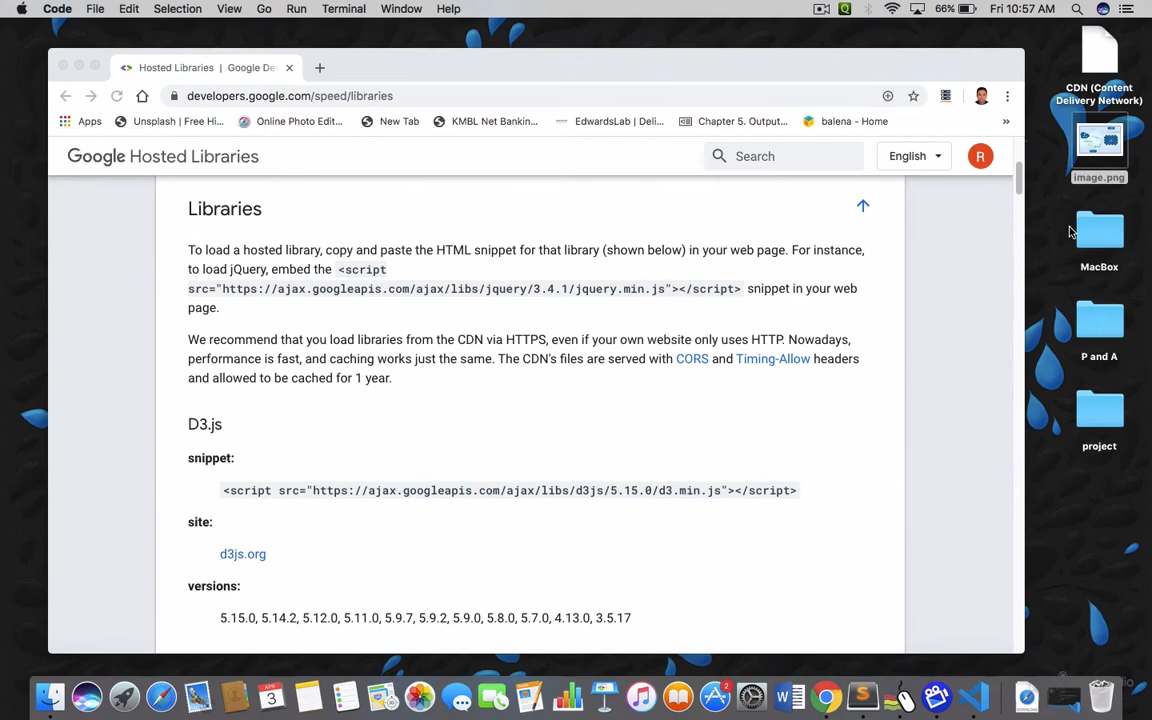 Code File Edit Selection View Go Run Terminal Window Help 66% Fri 10:57 AM
Hosted Libraries | Google De
developers.google.com/speed/libraries
Apps Unsplash | Free Hi... Online Photo Edit... New Tab KMBL Net Bankin... EdwardsLab | Deli... Chapter 5. Output... balena - Home »
Google Hosted Libraries Search English R
Libraries
To load a hosted library, copy and paste the HTML snippet for that library (shown below) in your web page. For instance,
to load jQuery, embed the <script
src="https://ajax.googleapis.com/ajax/libs/jquery/3.4.1/jquery.min.js"></script> snippet in your web
page.
We recommend that you load libraries from the CDN via HTTPS, even if your own website only uses HTTP. Nowadays,
performance is fast, and caching works just the same. The CDN's files are served with CORS and Timing-Allow headers
and allowed to be cached for 1 year.
D3.js
snippet:
<script src="https://ajax.googleapis.com/ajax/libs/d3js/5.15.0/d3.min.js"></script>
site:
d3js.org
versions:
5.15.0, 5.14.2, 5.12.0, 5.11.0, 5.9.7, 5.9.2, 5.9.0, 5.8.0, 5.7.0, 4.13.0, 3.5.17
CDN (Content
Delivery Network)
image.png
MacBox
P and A
project
APR
3
2